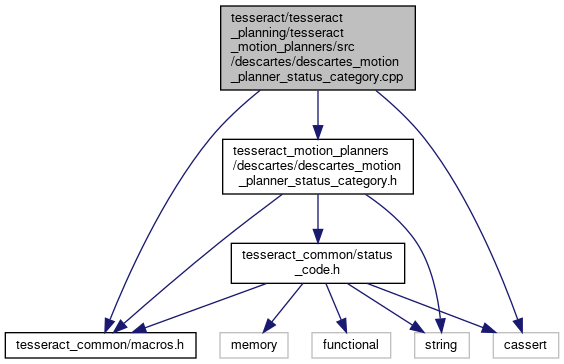 tesseract/tesseract
_planning/tesseract
_motion_planners/src
/descartes/descartes_motion
_planner_status_category.cpp
tesseract_motion_planners
/descartes/descartes_motion
_planner_status_category.h
tesseract_common/status
_code.h
tesseract_common/macros.h
memory
functional
string
cassert